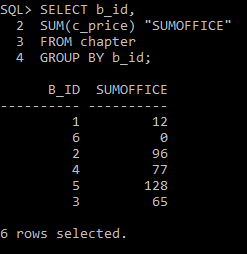 SQL> SELECT b_id,
  2  SUM(c_price) "SUMOFFICE"
  3  FROM chapter
  4  GROUP BY b_id;
      B_ID  SUMOFFICE
---------- ----------
         1         12
         6          0
         2         96
         4         77
         5        128
         3         65
6 rows selected.